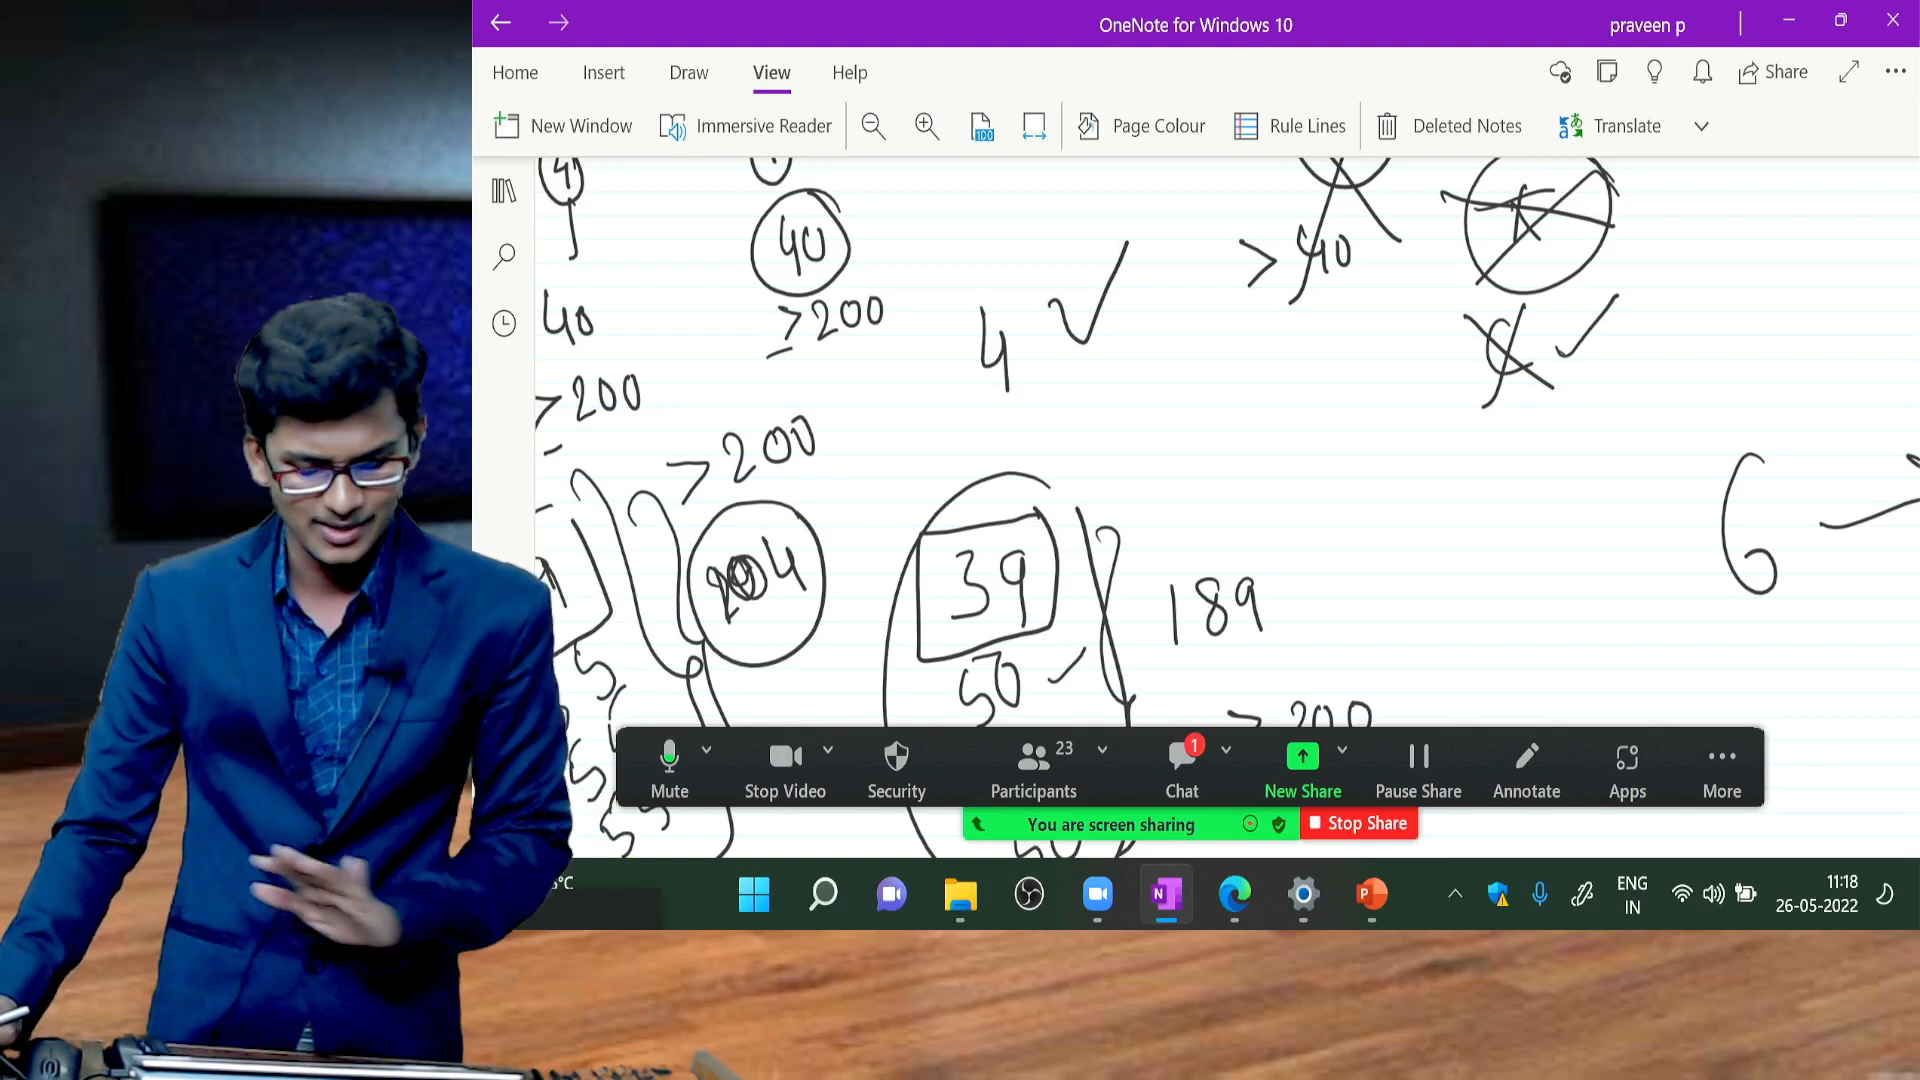 OneNote for Windows 10
praveen p
Home Insert Draw View Help
Share
New Window Immersive Reader 100 Page Colour Rule Lines Deleted Notes Translate
40
> 40
40
≥ 200
4
> 200
> 200
39
189
50
6
> 200
23
1
Mute Stop Video Security Participants Chat New Share Pause Share Annotate Apps More
You are screen sharing
Stop Share
°C
ENG
IN
11:18
26-05-2022